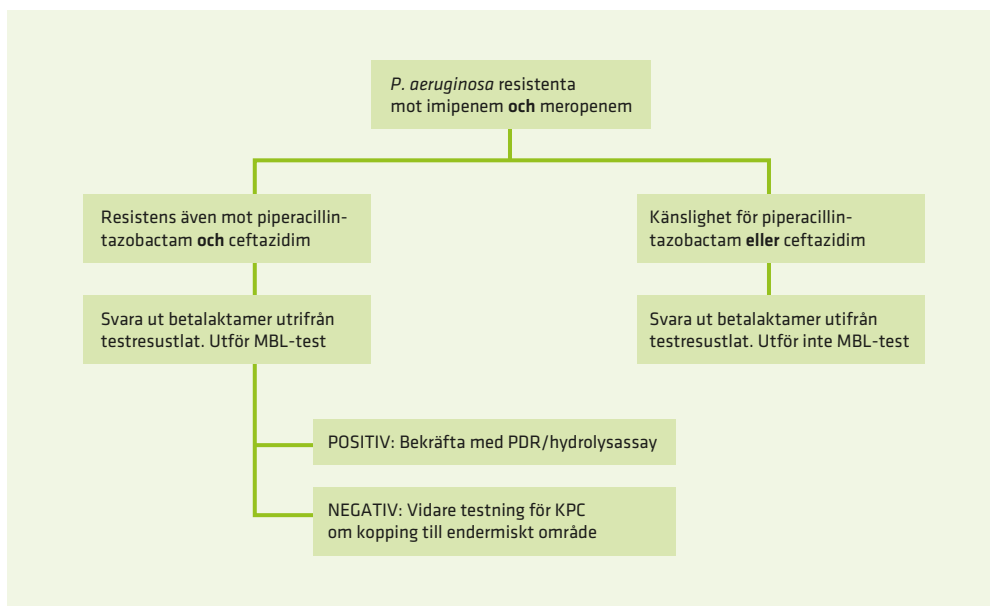 P. aeruginosa resistenta
mot imipenem och meropenem
Resistens även mot piperacillin-
tazobactam och ceftazidim
Känslighet för piperacillin-
tazobactam eller ceftazidim
Svara ut betalaktamer utrifrån
testresustlat. Utför MBL-test
Svara ut betalaktamer utifrån
testresustlat. Utför inte MBL-test
POSITIV: Bekräfta med PDR/hydrolysassay
NEGATIV: Vidare testning för KPC
om kopping till endermiskt område